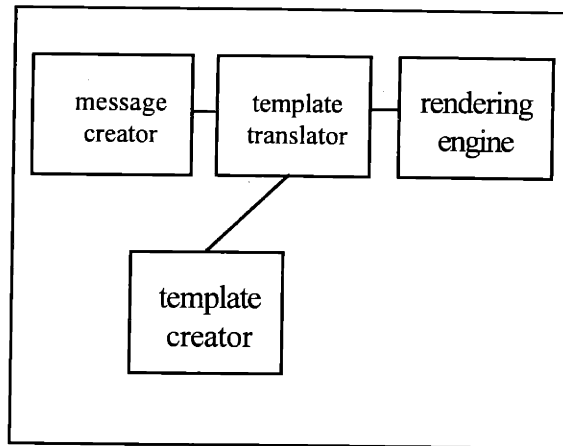 message
creator
template
translator
rendering
engine
template
creator